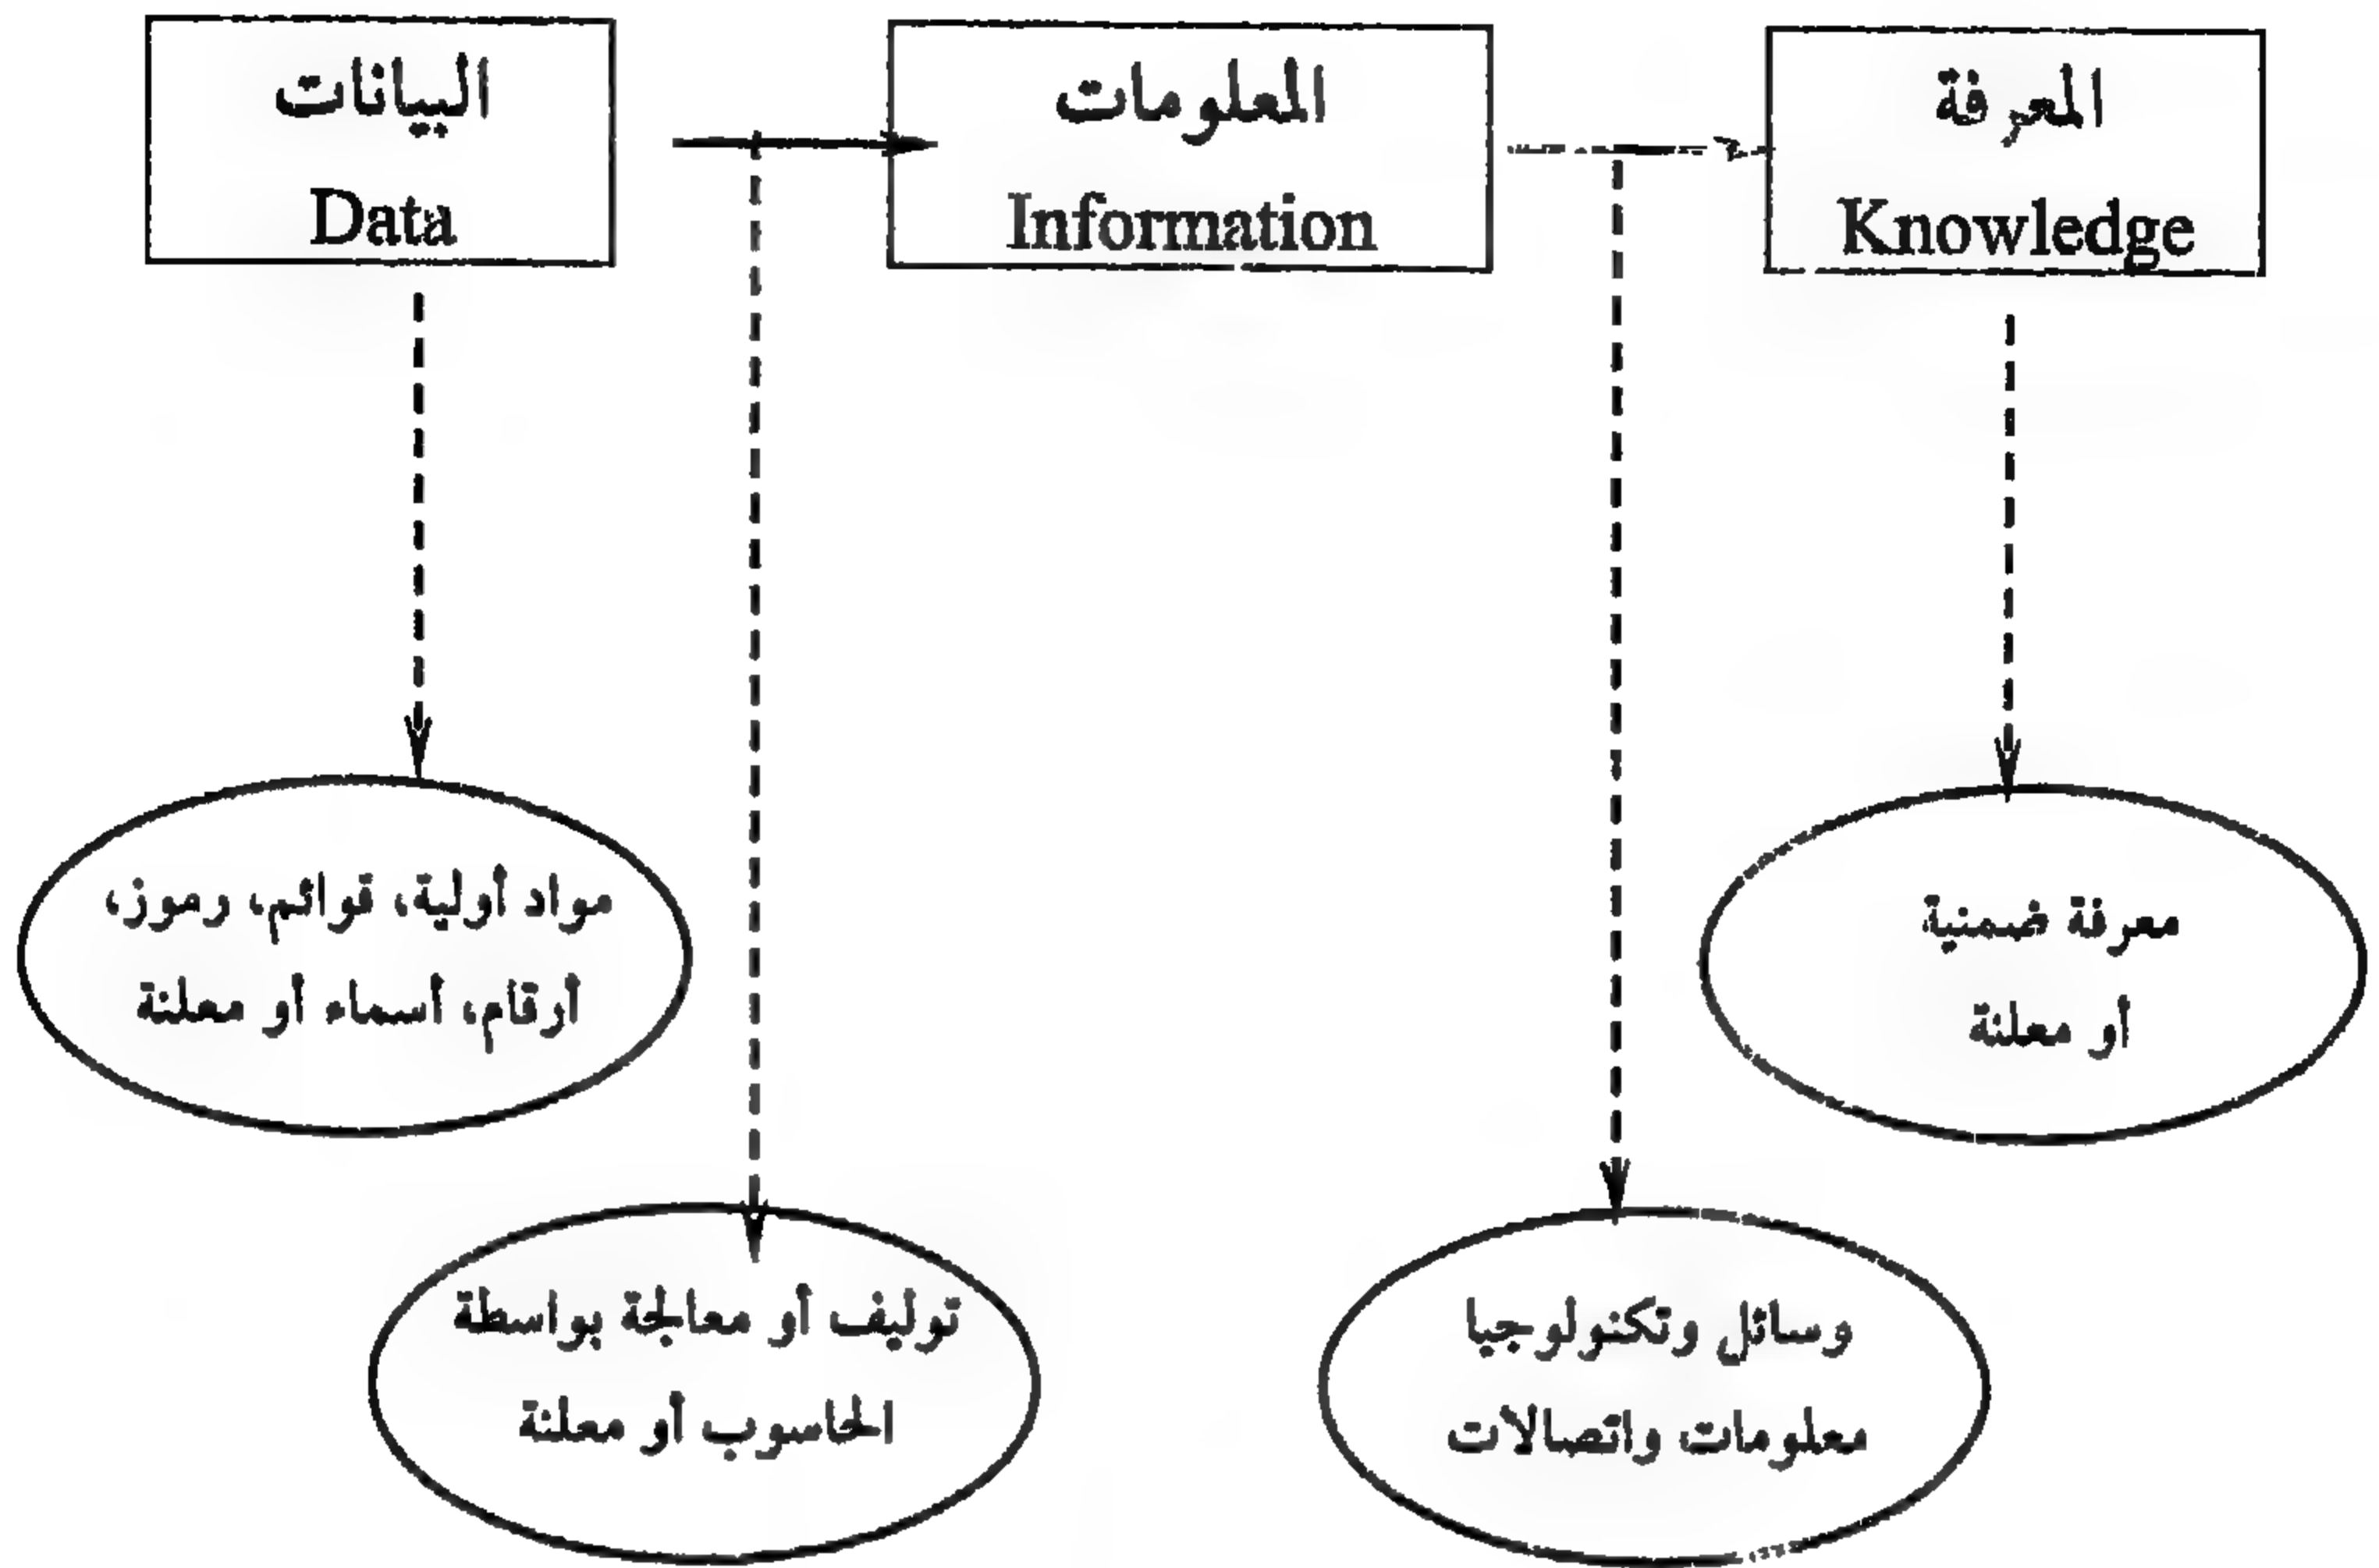 البيانات
Data
المعلومات
Information
المعرفة
Knowledge
مواد أولية، قوائم، رموز،
أرقام، أسماء أو معلنة
معرفة ضمنية
أو معلنة
توليف أو معالجة بواسطة
الحاسوب أو معلنة
وسائل وتكنولوجيا
معلومات واتصالات